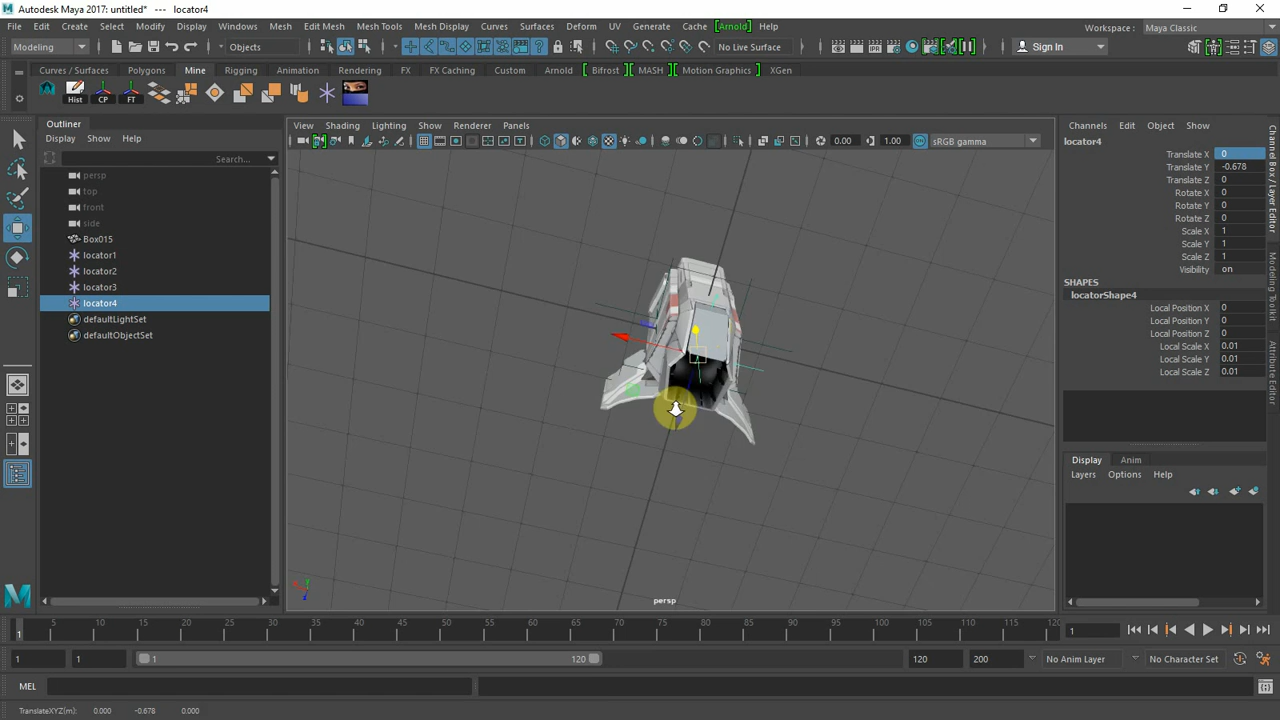 Autodesk Maya 2017: untitled* --- locator4
File Edit Create Select Modify Display Windows Mesh Edit Mesh Mesh Tools Mesh Display Curves Surfaces Deform UV Generate Cache [Arnold] Help
Workspace : Maya Classic
Modeling Objects No Live Surface Sign In
Curves / Surfaces Polygons Mine Rigging Animation Rendering FX FX Caching Custom Arnold Bifrost MASH Motion Graphics XGen
Hist CP FT
Outliner
Display Show Help
Search...
persp
top
front
side
Box015
locator1
locator2
locator3
locator4
defaultLightSet
defaultObjectSet
View Shading Lighting Show Renderer Panels
0.00 1.00 sRGB gamma
persp
Channels Edit Object Show
locator4
Translate X 0
Translate Y -0.678
Translate Z 0
Rotate X 0
Rotate Y 0
Rotate Z 0
Scale X 1
Scale Y 1
Scale Z 1
Visibility on
SHAPES
locatorShape4
Local Position X 0
Local Position Y 0
Local Position Z 0
Local Scale X 0.01
Local Scale Y 0.01
Local Scale Z 0.01
Display Anim
Layers Options Help
Channel Box / Layer Editor
Modeling Toolkit
Attribute Editor
5 10 15 20 25 30 35 40 45 50 55 60 65 70 75 80 85 90 95 100 105 110 115 120
1
1
1 1 1 120 120 200 No Anim Layer No Character Set
MEL
TranslateXYZ(m): 0.000 -0.678 0.000